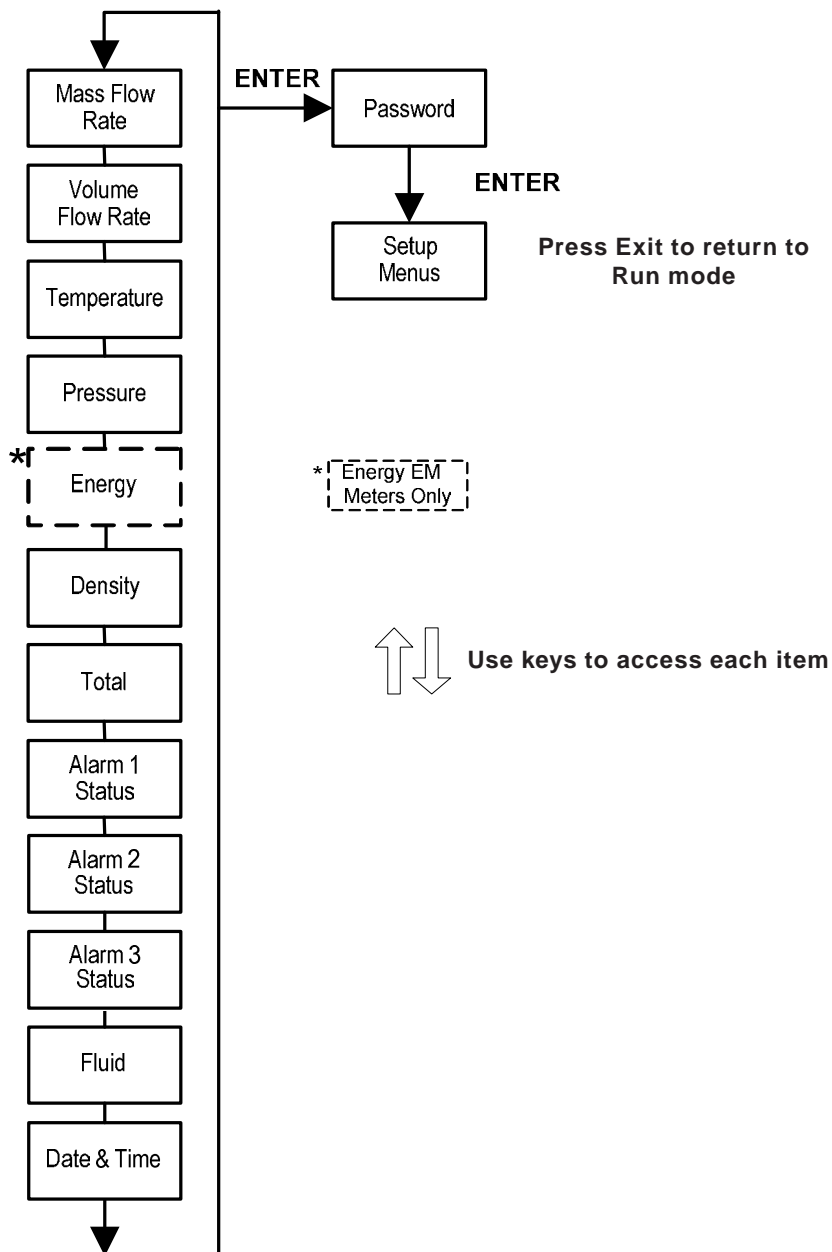 Mass Flow
Rate
ENTER
Password
Volume
Flow Rate
ENTER
Setup
Menus
Press Exit to return to
Run mode
Temperature
Pressure
*
Energy
* Energy EM
Meters Only
Density
Total
Use keys to access each item
Alarm 1
Status
Alarm 2
Status
Alarm 3
Status
Fluid
Date & Time